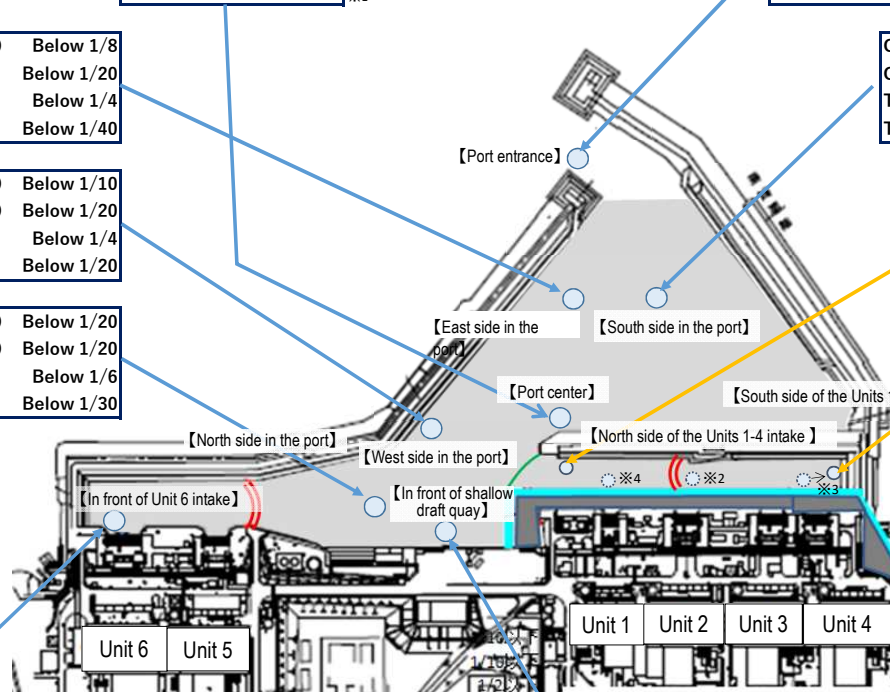 Below 1/8
Below 1/20
Below 1/4
Below 1/40
Below 1/10
Below 1/20
Below 1/4
Below 1/20
Below 1/20
Below 1/20
Below 1/6
Below 1/30
【Port entrance】
【East side in the
port】
【South side in the port】
【Port center】
【South side of the Units
【North side in the port】
【West side in the port】
【North side of the Units 1-4 intake 】
【In front of Unit 6 intake】
【In front of shallow
draft quay】
※4
※2
※3
Unit 6
Unit 5
Unit 1
Unit 2
Unit 3
Unit 4